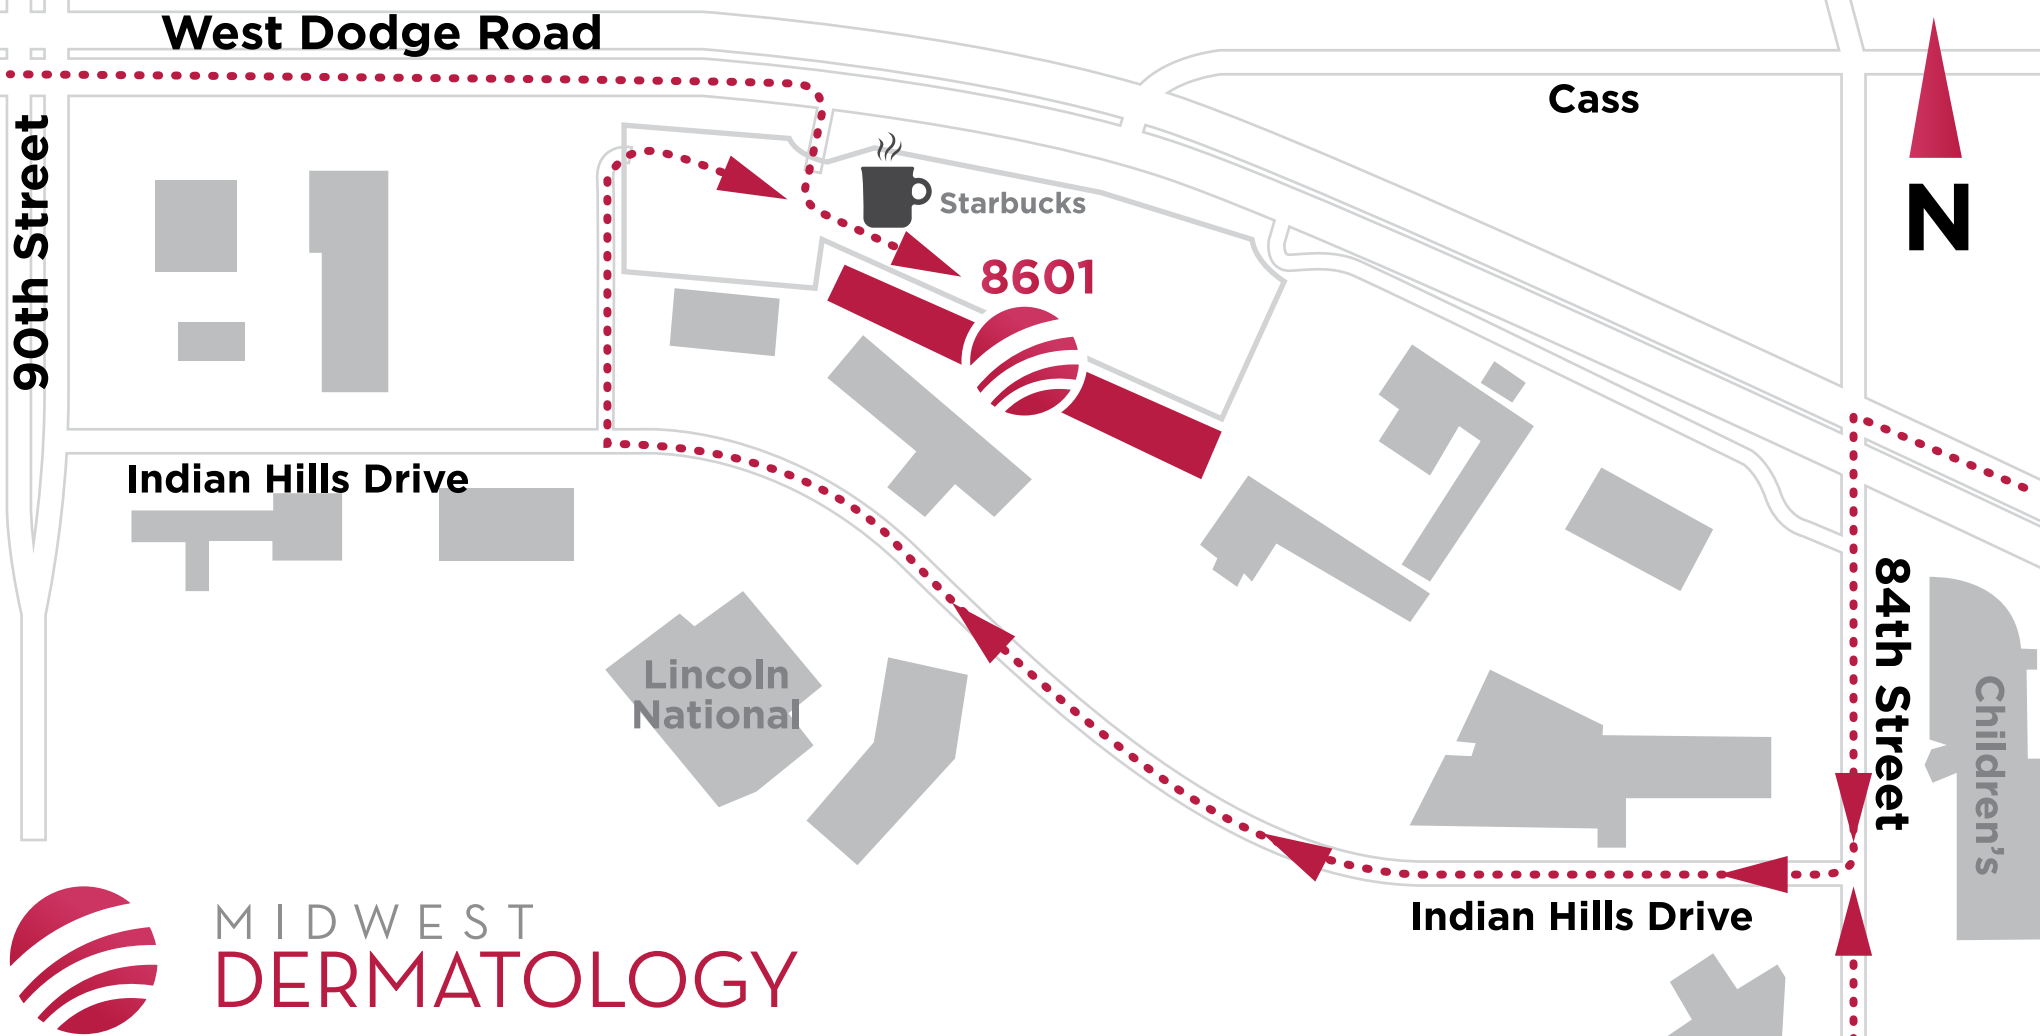 West Dodge Road
Cass
90th Street
Starbucks
N
8601
Indian Hills Drive
84th Street
Lincoln
National
Children's
Indian Hills Drive
MIDWEST
DERMATOLOGY